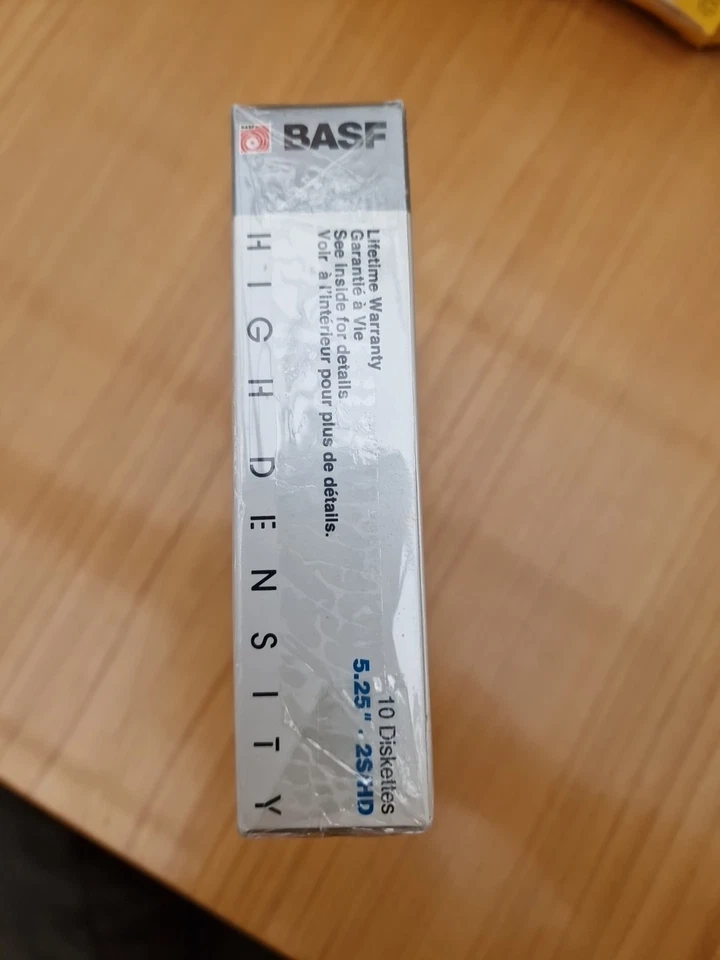 BASF
Lifetime Warranty
Garantie à Vie
See inside for details
Voir à l'intérieur pour plus de détails.
HIGH DENSITY
10 Diskettes
5.25". 2S/HD